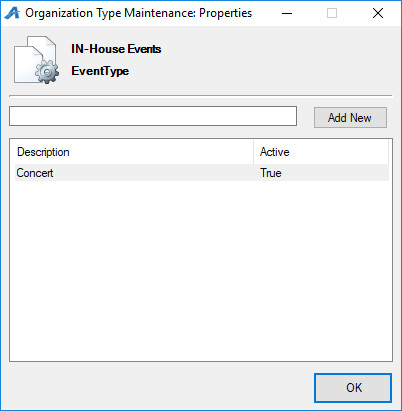 Organization Type Maintenance: Properties
IN-House Events
EventType
Add New
Description Active
Concert True
OK